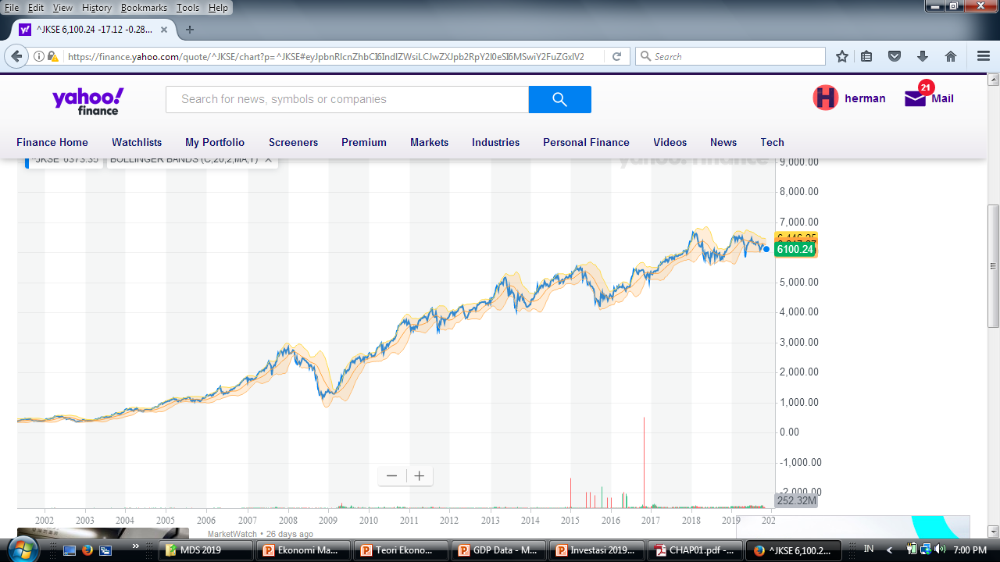 File Edit View History Bookmarks Tools Help
^JKSE 6,100.24 -17.12 -0.28...
https://finance.yahoo.com/quote/^JKSE/chart?p=^JKSE#eyJpbnRlcnZhbCI6IndlZWsiLCJwZXJpb2RpY2l0eSI6MSwiY2FuZGxlV2
Search
yahoo!
finance
Search for news, symbols or companies
H herman
21
Mail
Finance Home Watchlists My Portfolio Screeners Premium Markets Industries Personal Finance Videos News Tech
^JKSE 6373.35 BOLLINGER BANDS (C,20,2,MA,Y)
yahoo! finance
9,000.00
8,000.00
7,000.00
6100.24
5,000.00
4,000.00
3,000.00
2,000.00
1,000.00
0.00
-1,000.00
-2,000.00
252.32M
2002 2003 2004 2005 2006 2007 2008 2009 2010 2011 2012 2013 2014 2015 2016 2017 2018 2019 202
MarketWatch • 26 days ago
MDS 2019 Ekonomi Ma... Teori Ekono... GDP Data - M... Investasi 2019... CHAP01.pdf -... ^JKSE 6,100.2... IN 7:00 PM